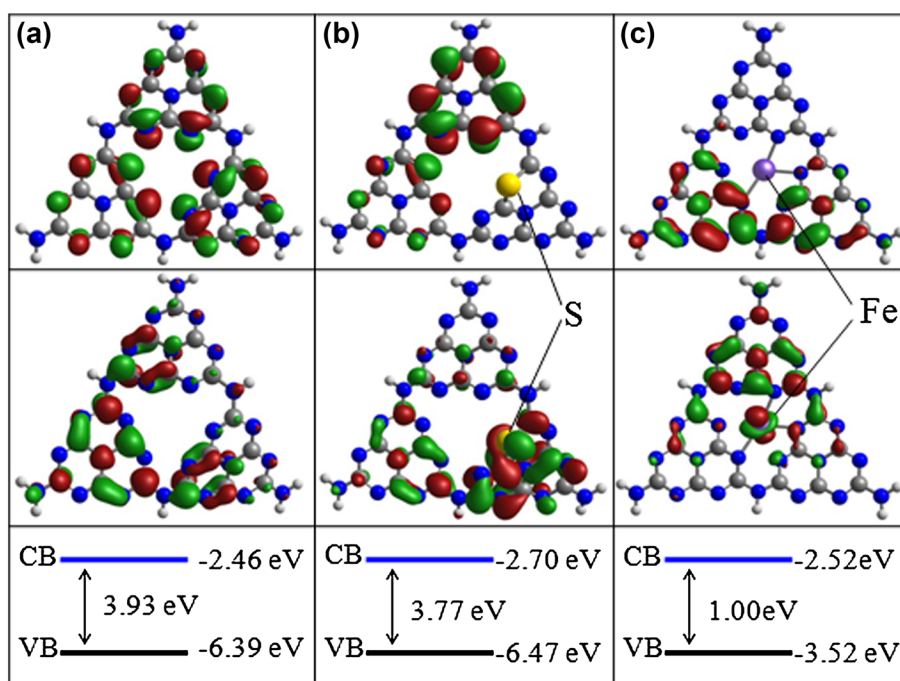 (a) (b) (c)
S
Fe
CB -2.46 eV CB -2.70 eV CB -2.52eV
3.93 eV 3.77 eV 1.00eV
VB -6.39 eV VB -6.47 eV VB -3.52 eV